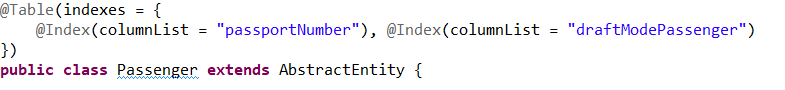 @Table(indexes = {
    @Index(columnList = "passportNumber"), @Index(columnList = "draftModePassenger")
})
public class Passenger extends AbstractEntity {